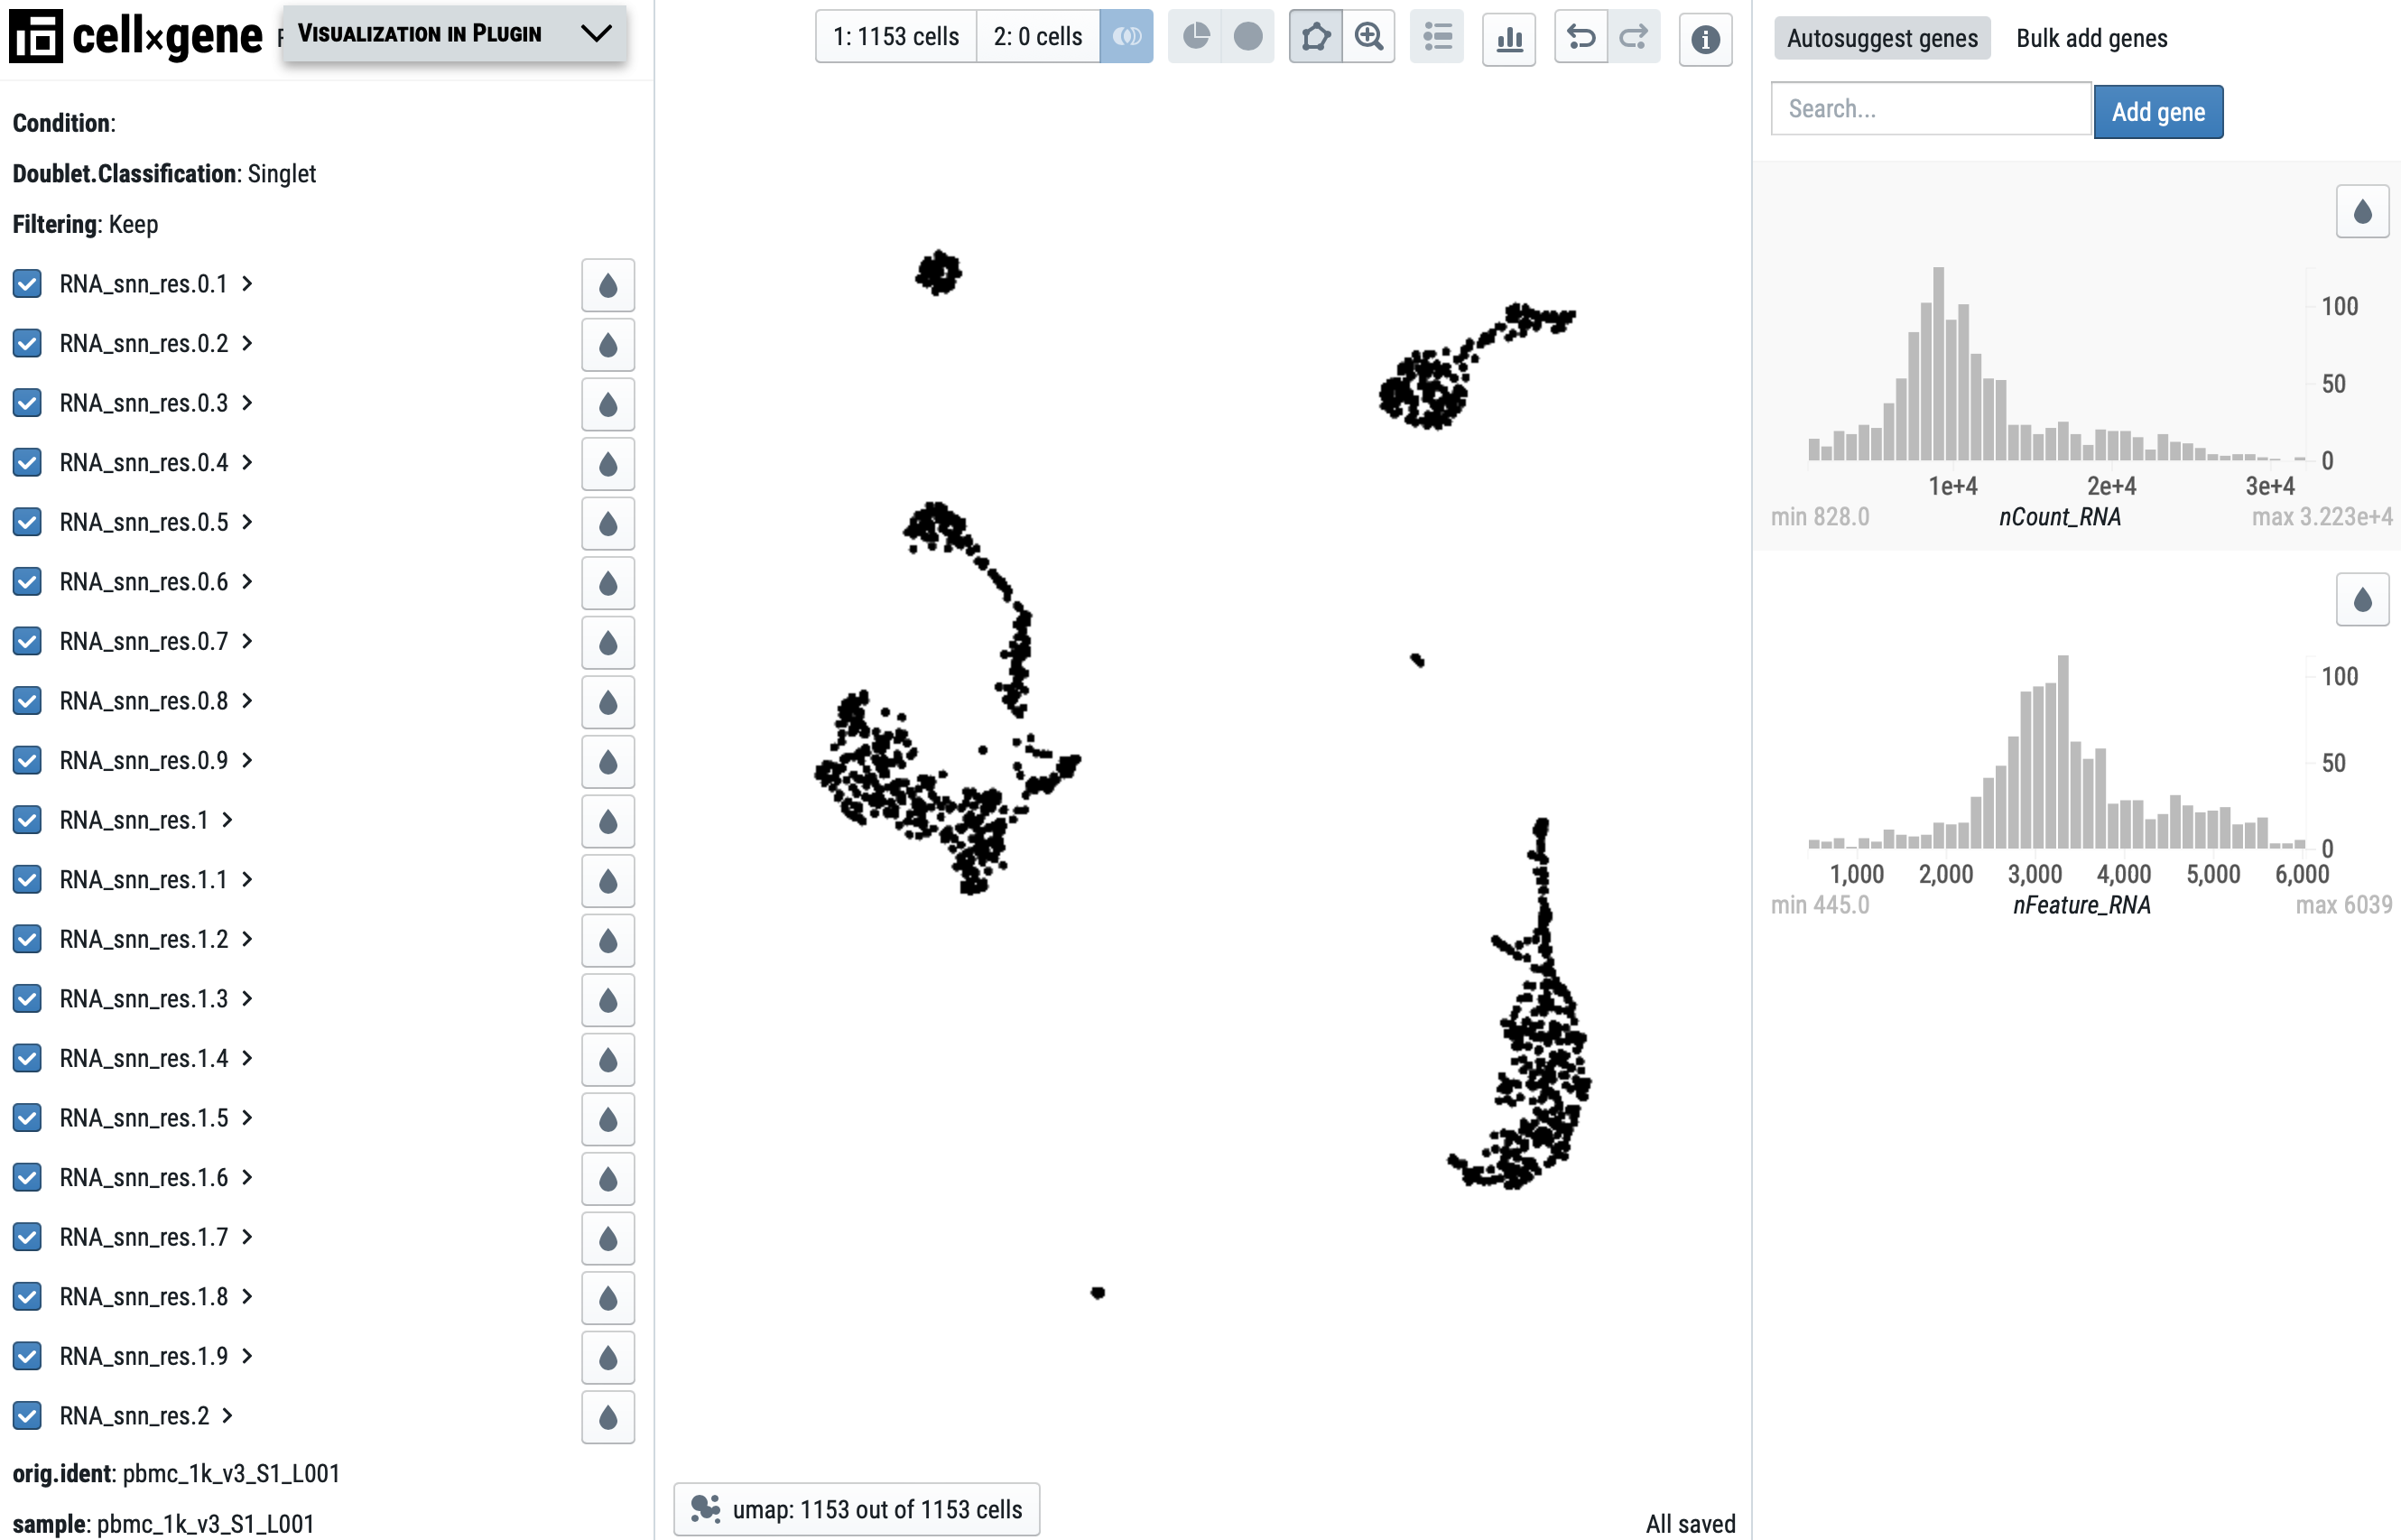 cell×gene
VISUALIZATION IN PLUGIN
Condition:
Doublet.Classification: Singlet
Filtering: Keep
RNA_snn_res.0.1
RNA_snn_res.0.2
RNA_snn_res.0.3
RNA_snn_res.0.4
RNA_snn_res.0.5
RNA_snn_res.0.6
RNA_snn_res.0.7
RNA_snn_res.0.8
RNA_snn_res.0.9
RNA_snn_res.1
RNA_snn_res.1.1
RNA_snn_res.1.2
RNA_snn_res.1.3
RNA_snn_res.1.4
RNA_snn_res.1.5
RNA_snn_res.1.6
RNA_snn_res.1.7
RNA_snn_res.1.8
RNA_snn_res.1.9
RNA_snn_res.2
orig.ident: pbmc_1k_v3_S1_L001
sample: pbmc_1k_v3_S1_L001
1: 1153 cells 2: 0 cells
umap: 1153 out of 1153 cells
All saved
Autosuggest genes Bulk add genes
Search... Add gene
100
50
0
1e+4 2e+4 3e+4
min 828.0 nCount_RNA max 3.223e+4
100
50
0
1,000 2,000 3,000 4,000 5,000 6,000
min 445.0 nFeature_RNA max 6039